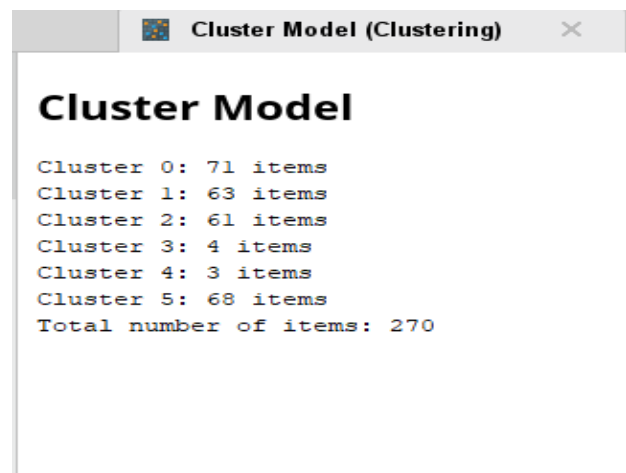 Cluster Model (Clustering)
Cluster Model
Cluster 0: 71 items
Cluster 1: 63 items
Cluster 2: 61 items
Cluster 3: 4 items
Cluster 4: 3 items
Cluster 5: 68 items
Total number of items: 270